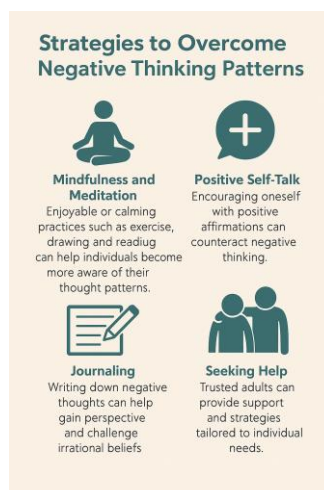 Strategies to Overcome
Negative Thinking Patterns
Mindfulness and
Meditation
Enjoyable or calming
practices such as exercise,
drawing and readiug
can help individuals become
more aware of their
thought patterns.
Positive Self-Talk
Encouraging oneself
with positive
affirmations can
counteract negative
thinking.
Journaling
Writing down negative
thoughts can help
gain perspective
and challenge
irrational beliefs
Seeking Help
Trusted adults can
provide support
and strategies
tailored to individual
needs.